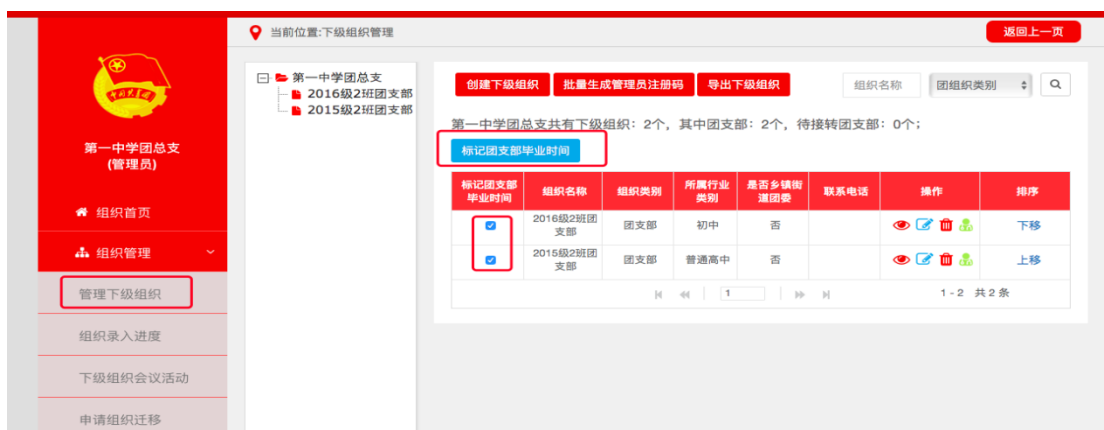 当前位置:下级组织管理
返回上一页
第一中学团总支
(管理员)
组织首页
组织管理
管理下级组织
组织录入进度
下级组织会议活动
申请组织迁移
第一中学团总支
2016级2班团支部
2015级2班团支部
创建下级组织 批量生成管理员注册码 导出下级组织 组织名称 团组织类别
第一中学团总支共有下级组织：2个，其中团支部：2个，待接转团支部：0个；
标记团支部毕业时间
标记团支部毕业时间 组织名称 组织类别 所属行业类别 是否乡镇街道团委 联系电话 操作 排序
2016级2班团支部 团支部 初中 否 下移
2015级2班团支部 团支部 普通高中 否 上移
1 1 - 2 共 2 条